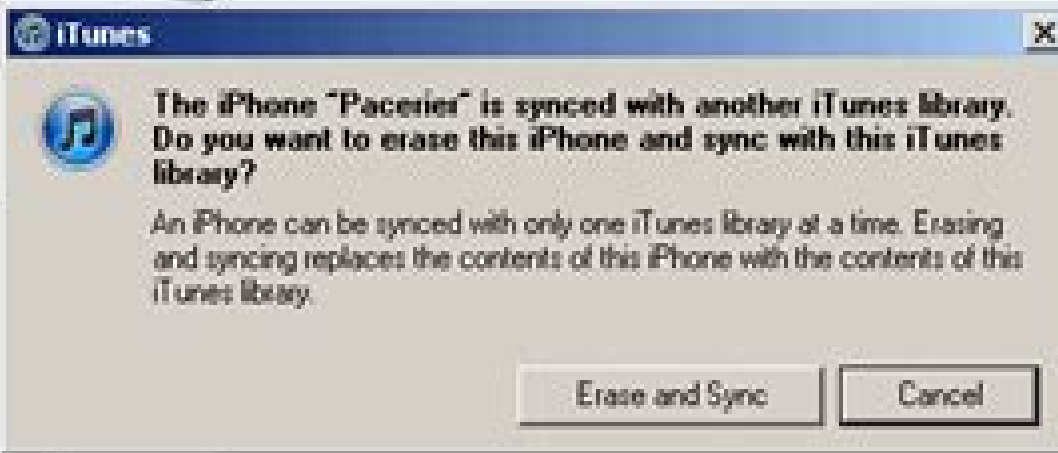 iTunes
The iPhone "Pacerier" is synced with another iTunes library.
Do you want to erase this iPhone and sync with this iTunes
library?
An iPhone can be synced with only one iTunes library at a time. Erasing
and syncing replaces the contents of this iPhone with the contents of this
iTunes library.
Erase and Sync
Cancel